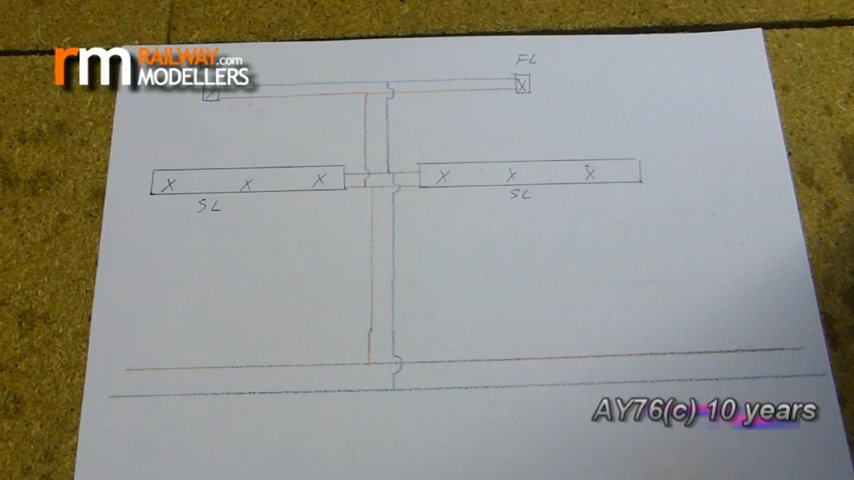 rm RAILWAY.com
MODELLERS
FL
X X
X X X X X X
SL SL
AY76(c) 10 years